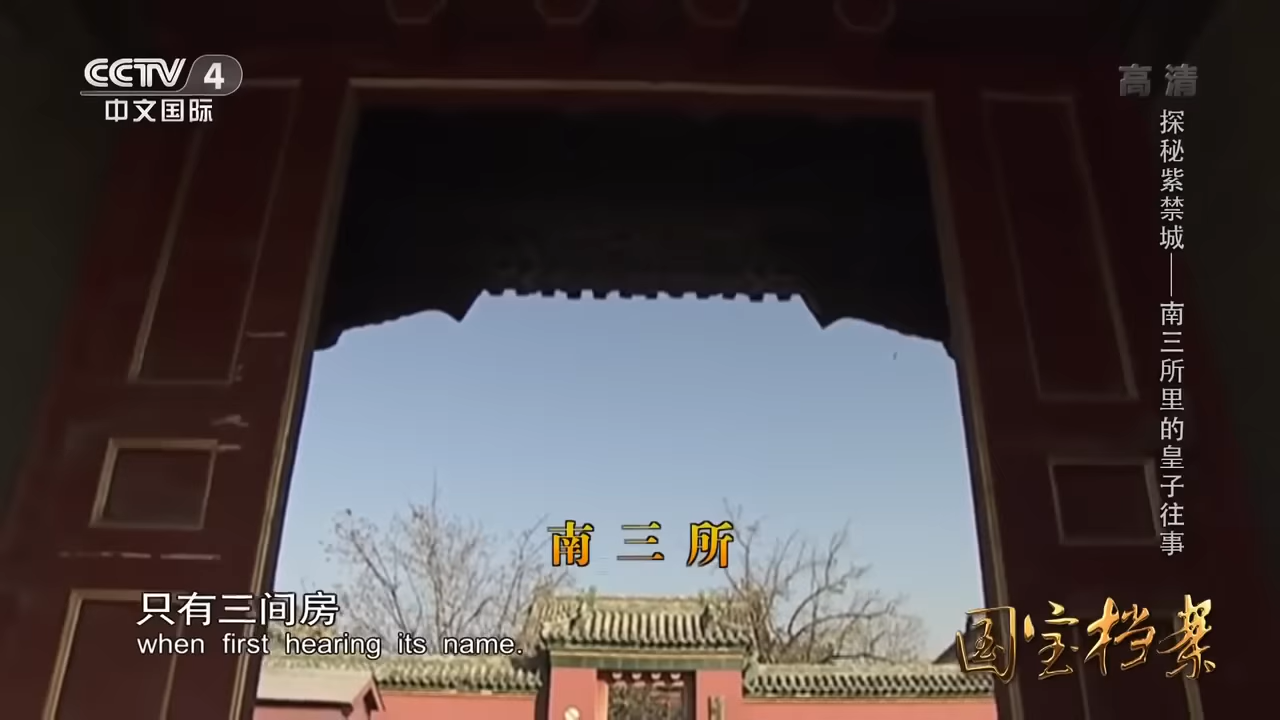 CCTV 4
中文国际
高清
探秘紫禁城——南三所里的皇子往事
南三所
只有三间房
when first hearing its name.
国宝档案